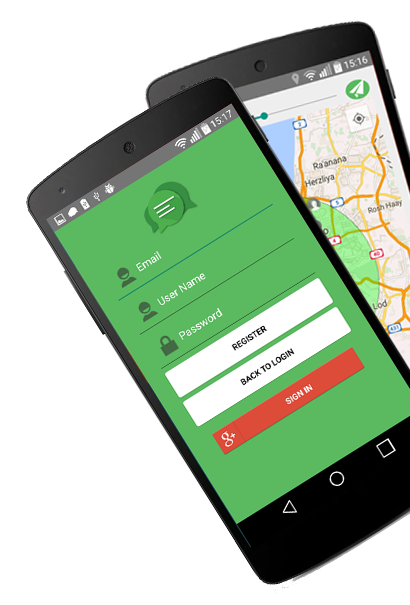 15:16
Ra'anana
Herzliya
Rosh Haay
Lod
15:17
Email
User Name
Password
REGISTER
BACK TO LOGIN
g+ SIGN IN